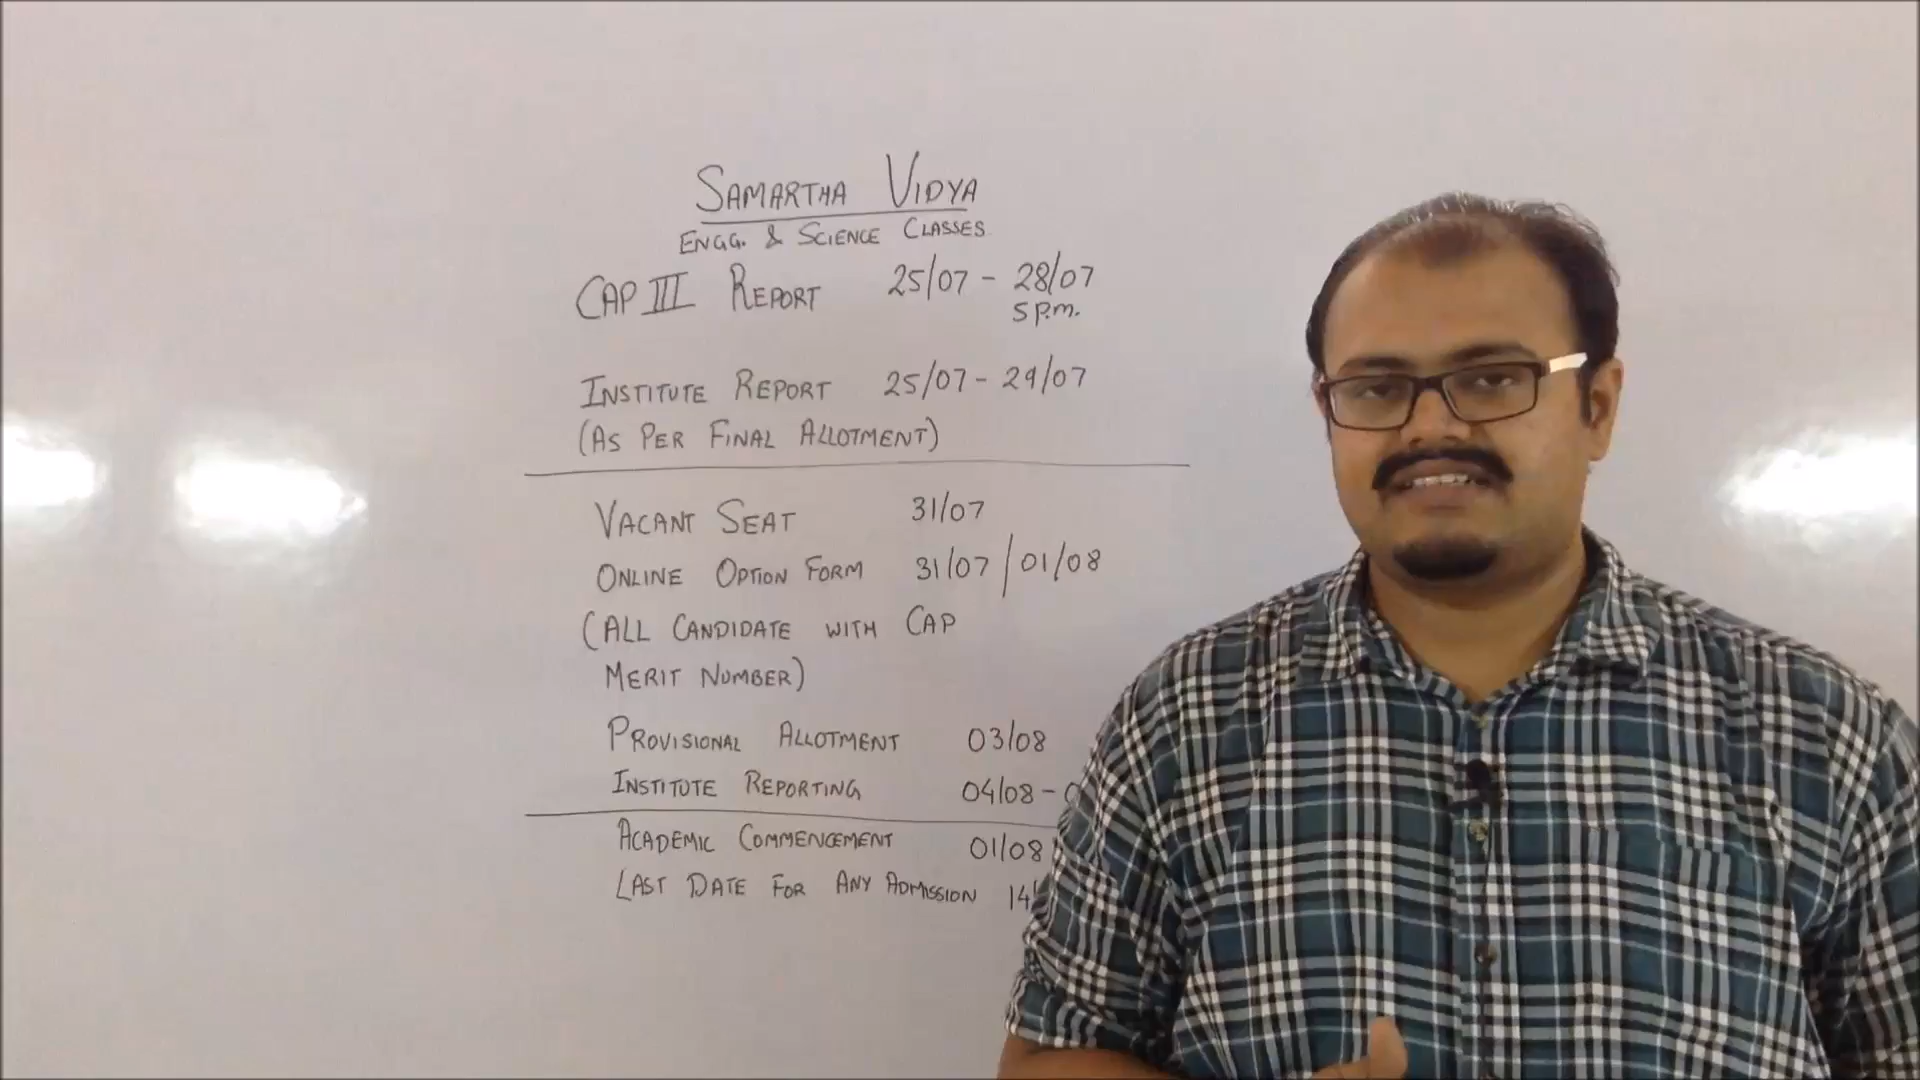 SAMARTHA VIDYA
ENGG. & SCIENCE CLASSES
CAP III REPORT 25/07 - 28/07
5 P.m.
INSTITUTE REPORT 25/07 - 29/07
(AS PER FINAL ALLOTMENT)
VACANT SEAT 31/07
ONLINE OPTION FORM 31/07 / 01/08
(ALL CANDIDATE WITH CAP
MERIT NUMBER)
PROVISIONAL ALLOTMENT 03/08
INSTITUTE REPORTING 04/08 -
ACADEMIC COMMENCEMENT 01/08
LAST DATE FOR ANY ADMISSION 14